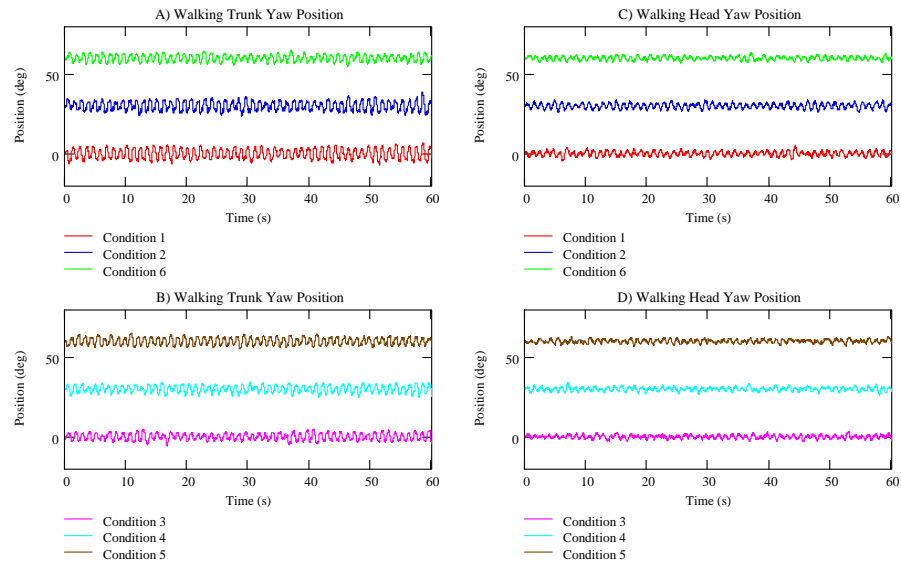 A) Walking Trunk Yaw Position
Position (deg)
50
0
0 10 20 30 40 50 60
Time (s)
Condition 1
Condition 2
Condition 6
C) Walking Head Yaw Position
Position (deg)
50
0
0 10 20 30 40 50 60
Time (s)
Condition 1
Condition 2
Condition 6
B) Walking Trunk Yaw Position
Position (deg)
50
0
0 10 20 30 40 50 60
Time (s)
Condition 3
Condition 4
Condition 5
D) Walking Head Yaw Position
Position (deg)
50
0
0 10 20 30 40 50 60
Time (s)
Condition 3
Condition 4
Condition 5